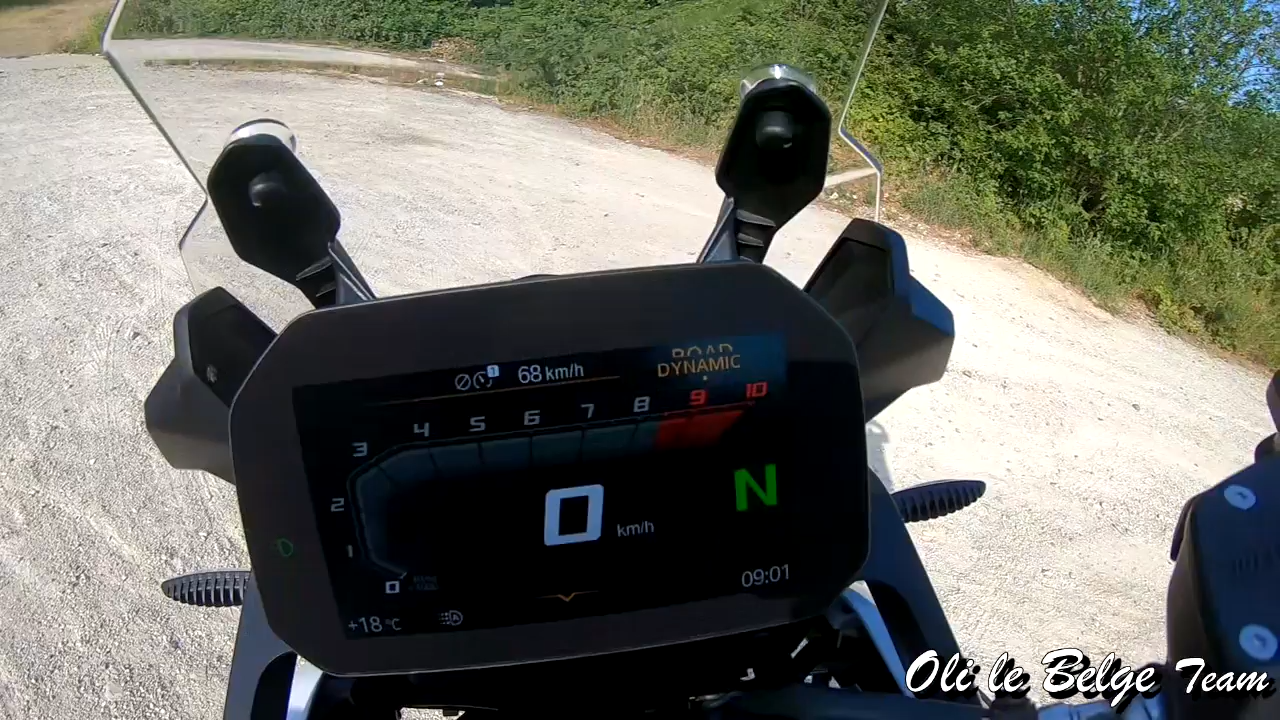 1 68 km/h
ROAD
DYNAMIC
3 4 5 6 7 8 9 10
2
1
0
0 km/h
N
09:01
+18 °C
Oli le Belge Team